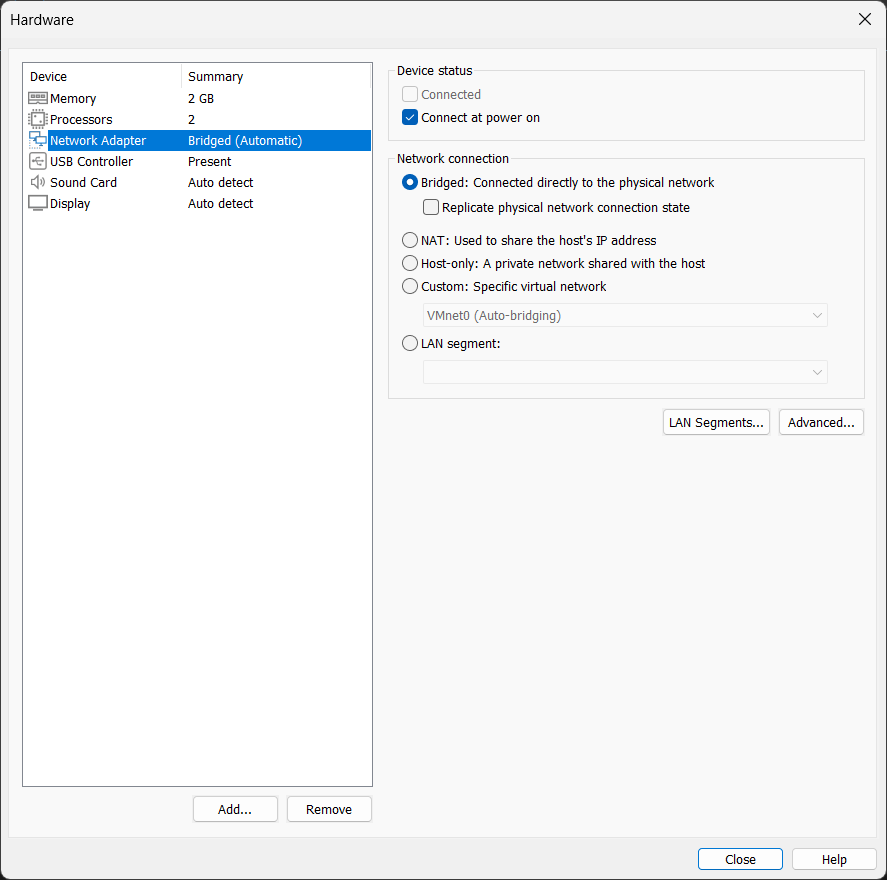 Hardware
Device Summary
Memory 2 GB
Processors 2
Network Adapter Bridged (Automatic)
USB Controller Present
Sound Card Auto detect
Display Auto detect
Add... Remove
Device status
Connected
Connect at power on
Network connection
Bridged: Connected directly to the physical network
Replicate physical network connection state
NAT: Used to share the host's IP address
Host-only: A private network shared with the host
Custom: Specific virtual network
VMnet0 (Auto-bridging)
LAN segment:
LAN Segments... Advanced...
Close Help